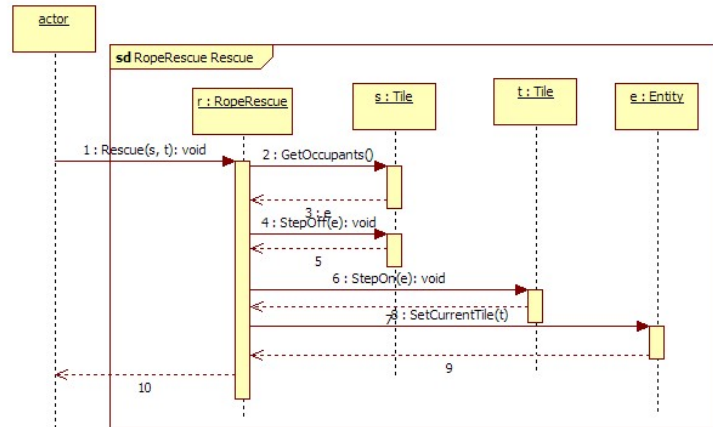 actor
sd RopeRescue Rescue
r : RopeRescue
s : Tile
t : Tile
e : Entity
1 : Rescue(s, t): void
2 : GetOccupants()
3 : e
4 : StepOff(e): void
5
6 : StepOn(e): void
7
8 : SetCurrentTile(t)
9
10